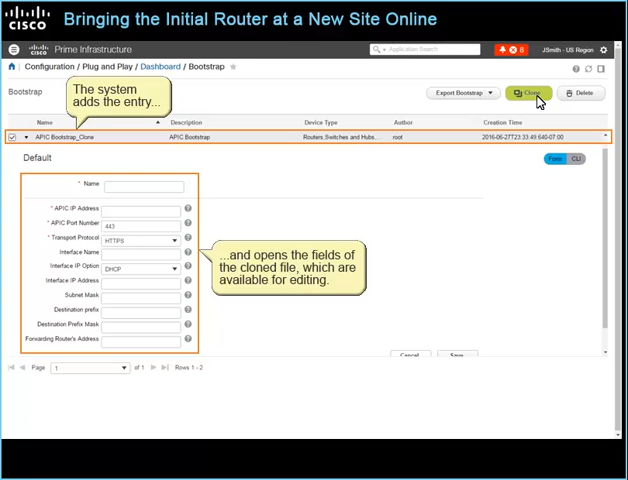 CISCO
Bringing the Initial Router at a New Site Online
CISCO
Prime Infrastructure
Application Search
8
JSmith - US Region
Configuration / Plug and Play / Dashboard / Bootstrap
Bootstrap
Export Bootstrap
Clone
Delete
The system
adds the entry...
Name
Description
Device Type
Author
Creation Time
APIC Bootstrap_Clone
APIC Bootstrap
Routers,Switches and Hubs,...
root
2016-06-27T23:33:49.640-07:00
Default
Form
CLI
* Name
* APIC IP Address
* APIC Port Number
443
* Transport Protocol
HTTPS
Interface Name
Interface IP Option
DHCP
Interface IP Address
Subnet Mask
Destination prefix
Destination Prefix Mask
Forwarding Router's Address
...and opens the fields of
the cloned file, which are
available for editing.
Cancel
Save
Page
1
of 1
Rows 1 - 2